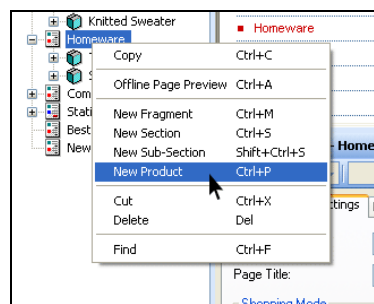 Knitted Sweater
Homeware
Homeware
Copy Ctrl+C
Offline Page Preview Ctrl+A
Com
Stati
New Fragment Ctrl+M
New Section Ctrl+S
Best
New Sub-Section Shift+Ctrl+S
New
- Home
New Product Ctrl+P
Cut Ctrl+X
ttings
Delete Del
Find Ctrl+F
Page Title:
Shopping Mode